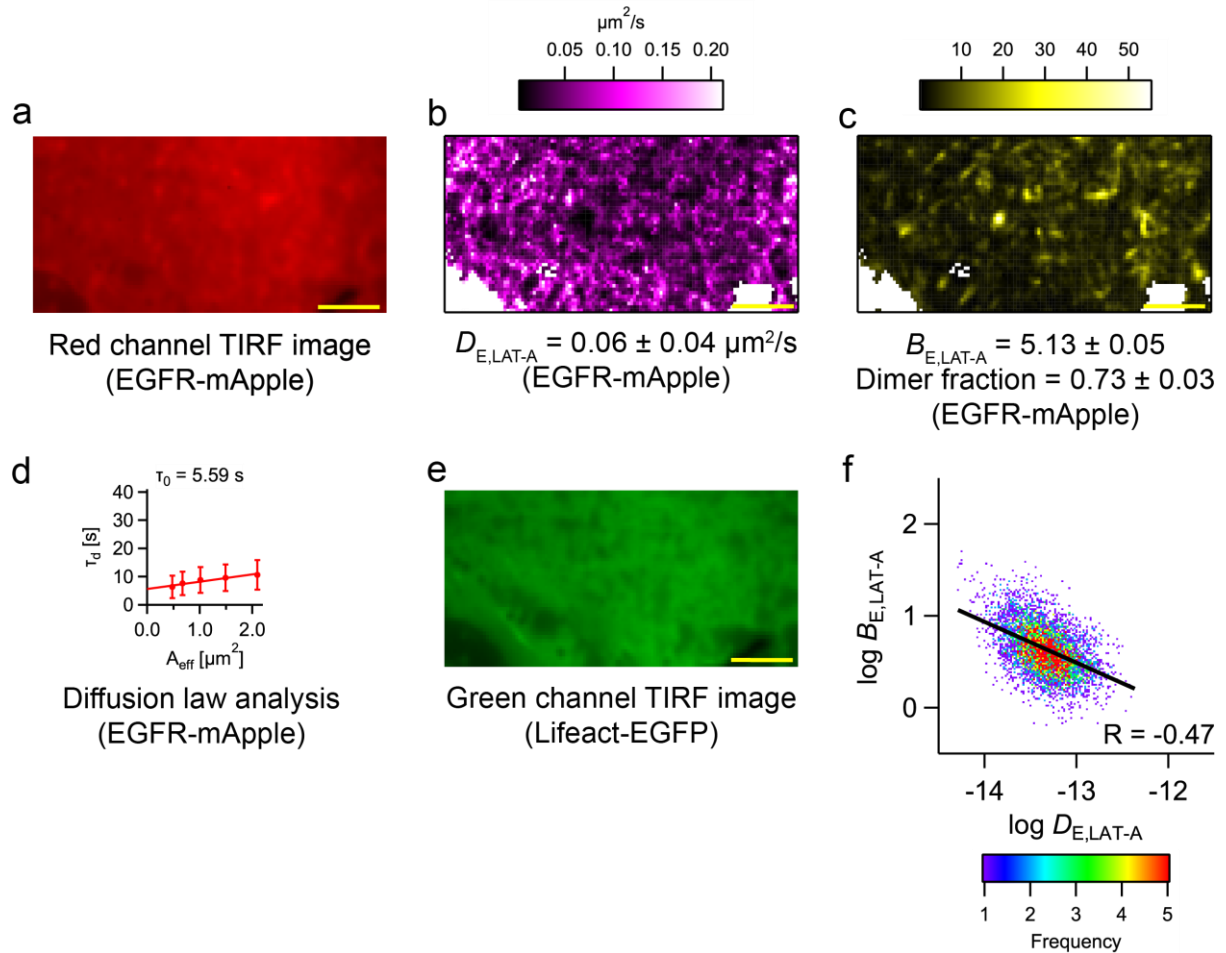 µm²/s
0.05 0.10 0.15 0.20
10 20 30 40 50
a
b
c
Red channel TIRF image
(EGFR-mApple)
D_E,LAT-A = 0.06 ± 0.04 µm²/s
(EGFR-mApple)
B_E,LAT-A = 5.13 ± 0.05
Dimer fraction = 0.73 ± 0.03
(EGFR-mApple)
d
τ₀ = 5.59 s
40
30
20
10
0
τ_d [s]
0.0 1.0 2.0
A_eff [µm²]
Diffusion law analysis
(EGFR-mApple)
e
Green channel TIRF image
(Lifeact-EGFP)
f
2
1
0
log B_E,LAT-A
R = -0.47
-14 -13 -12
log D_E,LAT-A
1 2 3 4 5
Frequency